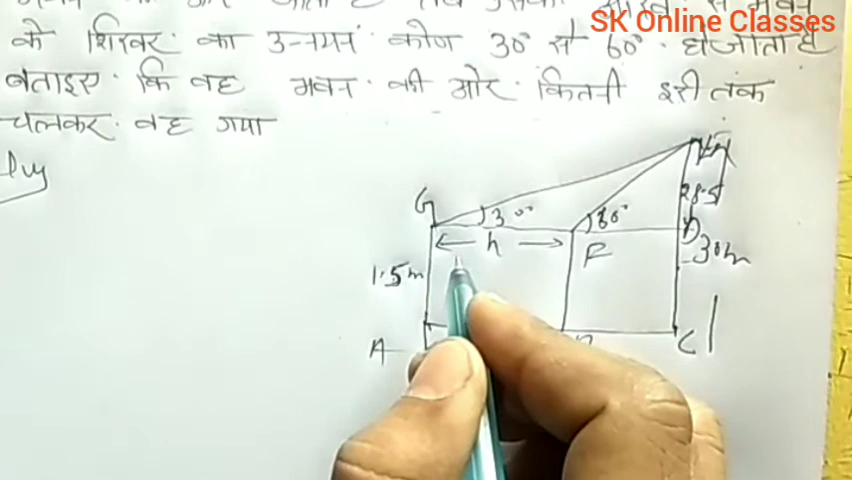 SK Online Classes
के शिखर का उन्नयन कोण 30° से 60° हो जाता है
बताइए कि वह भवन की ओर कितनी दूरी तक
चलकर वह गया
G
30°
60°
28.5
D
h
F
30m
1.5m
A
C